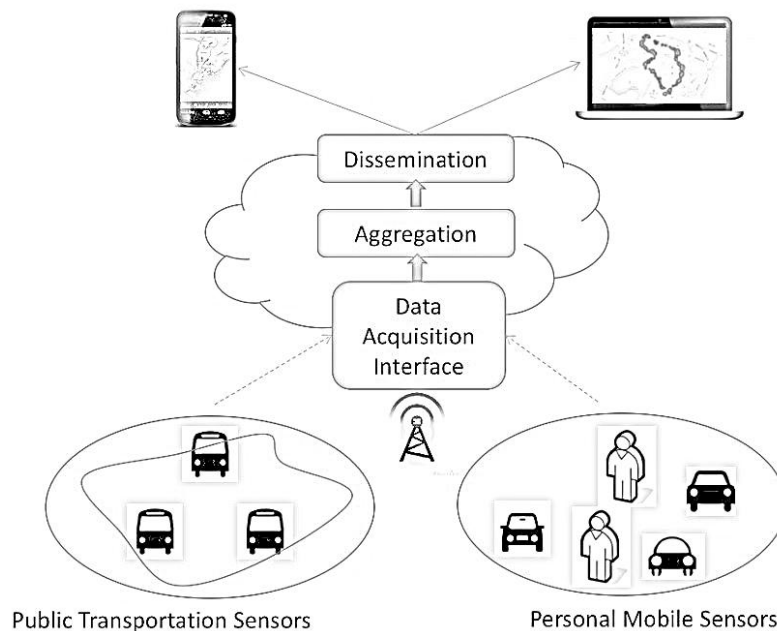 Dissemination
Aggregation
Data
Acquisition
Interface
Public Transportation Sensors
Personal Mobile Sensors